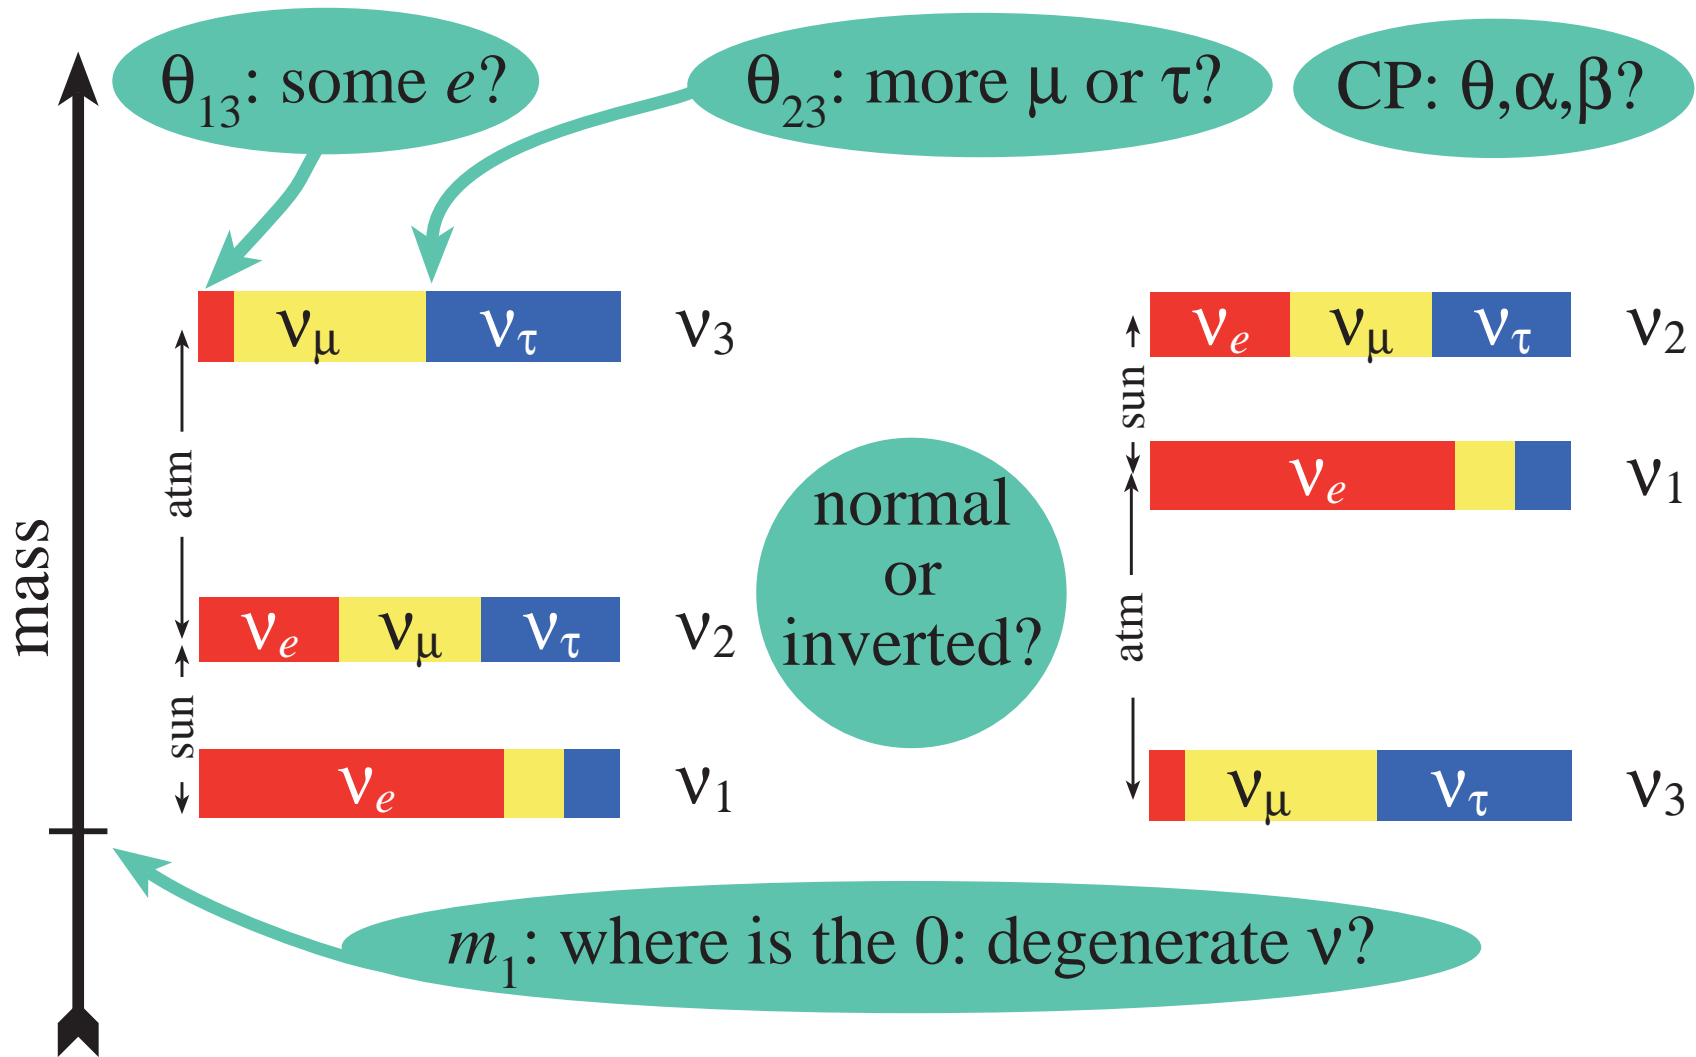 θ13: some e?
θ23: more μ or τ?
CP: θ,α,β?
νμ ντ ν3
νe νμ ντ ν2
sun
νe ν1
atm
mass
normal
or
inverted?
atm
νe νμ ντ ν2
sun
νe ν1
νμ ντ ν3
m1: where is the 0: degenerate ν?